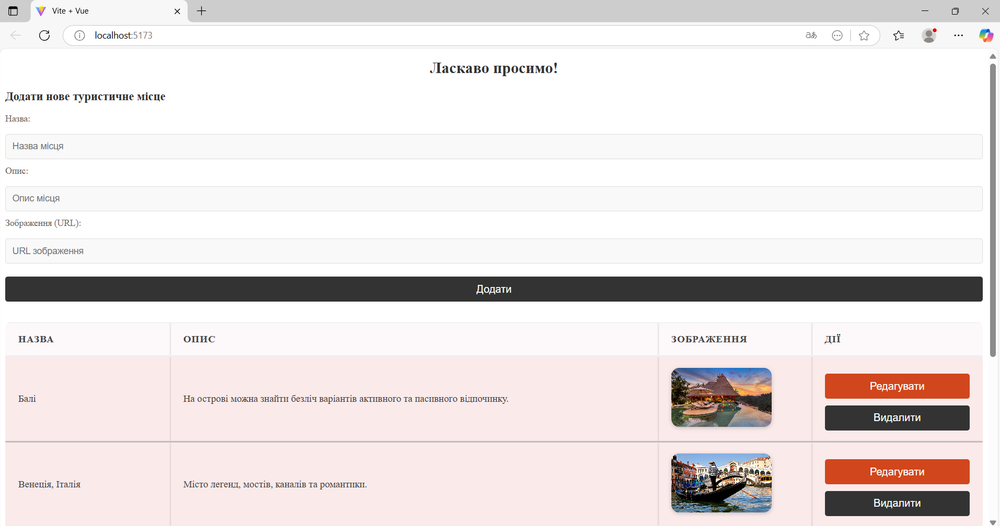 Vite + Vue
localhost:5173
Ласкаво просимо!
Додати нове туристичне місце
Назва:
Назва місця
Опис:
Опис місця
Зображення (URL):
URL зображення
Додати
НАЗВА ОПИС ЗОБРАЖЕННЯ ДІЇ
Балі На острові можна знайти безліч варіантів активного та пасивного відпочинку. Редагувати
Видалити
Венеція, Італія Місто легенд, мостів, каналів та романтики. Редагувати
Видалити